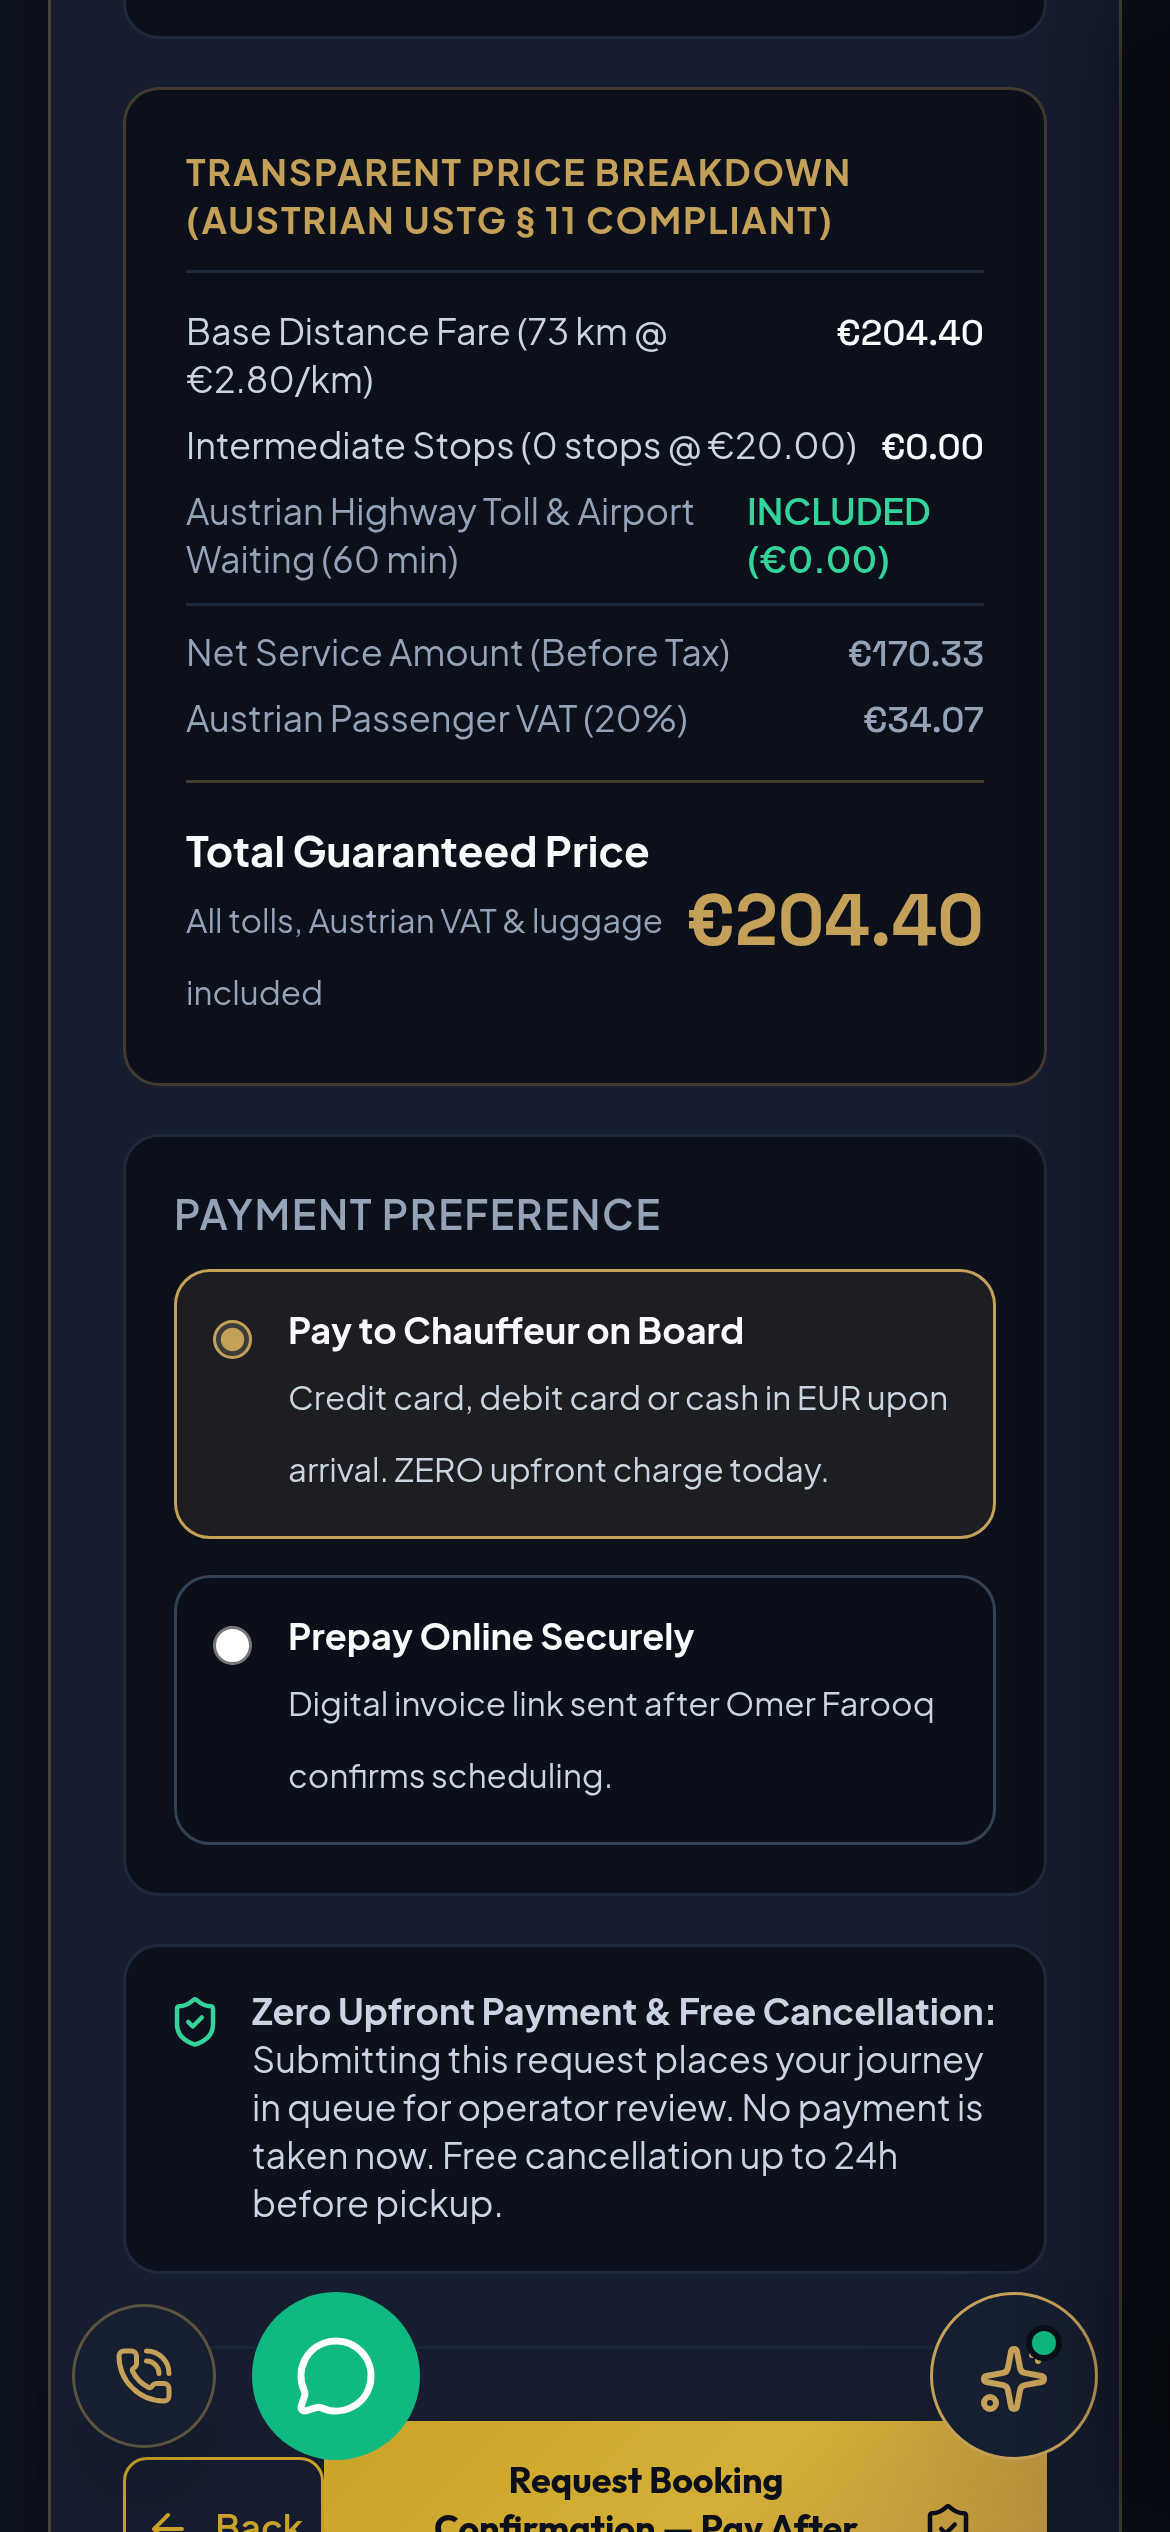 TRANSPARENT PRICE BREAKDOWN
(AUSTRIAN USTG § 11 COMPLIANT)
Base Distance Fare (73 km @ €204.40
€2.80/km)
Intermediate Stops (0 stops @ €20.00) €0.00
Austrian Highway Toll & Airport INCLUDED
Waiting (60 min) (€0.00)
Net Service Amount (Before Tax) €170.33
Austrian Passenger VAT (20%) €34.07
Total Guaranteed Price
All tolls, Austrian VAT & luggage €204.40
included
PAYMENT PREFERENCE
Pay to Chauffeur on Board
Credit card, debit card or cash in EUR upon
arrival. ZERO upfront charge today.
Prepay Online Securely
Digital invoice link sent after Omer Farooq
confirms scheduling.
Zero Upfront Payment & Free Cancellation:
Submitting this request places your journey
in queue for operator review. No payment is
taken now. Free cancellation up to 24h
before pickup.
Request Booking
Confirmation — Pay After
Back